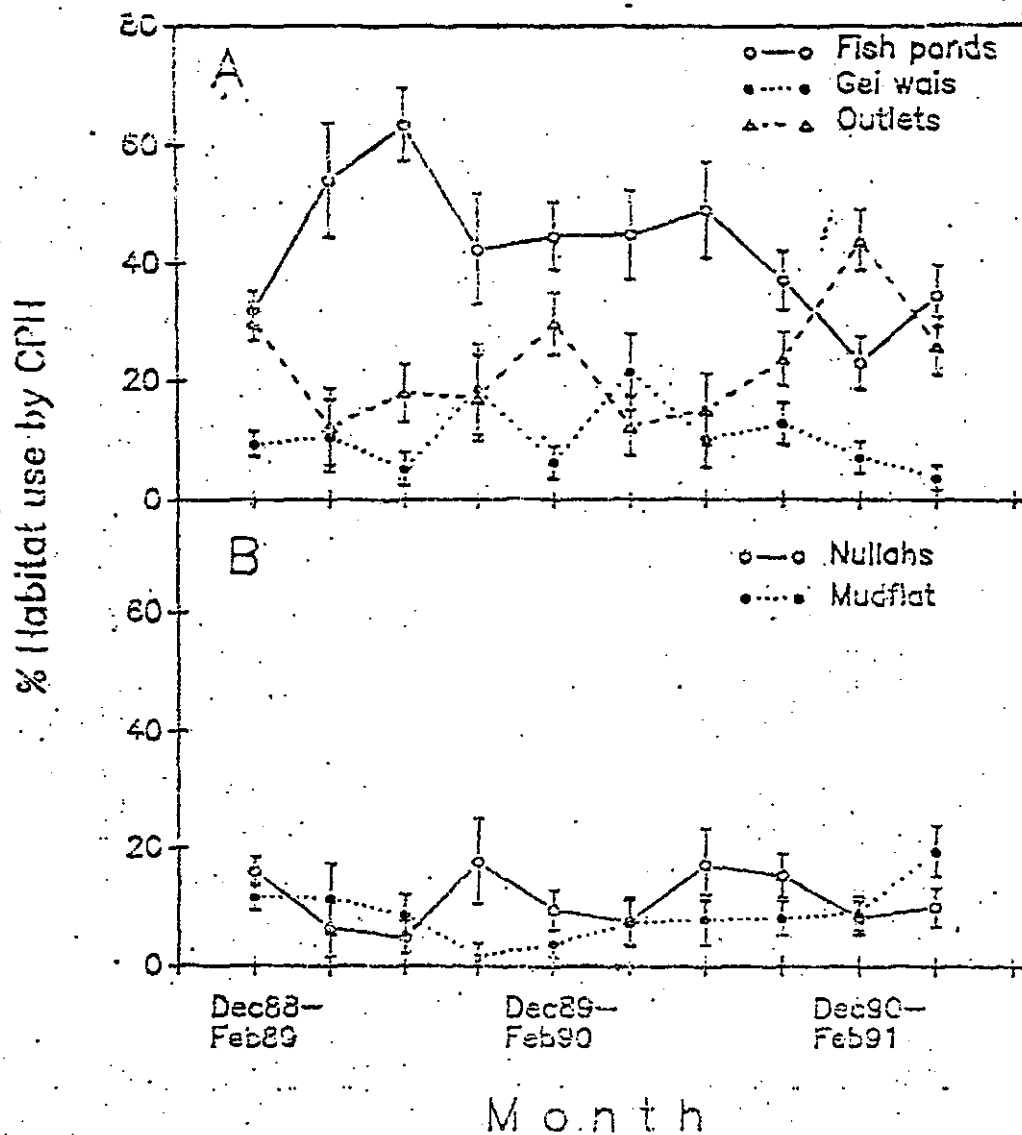 80
60
40
20
0
A
Fish ponds
Gei wais
Outlets
% Habitat use by CPH
B
Nullahs
Mudflat
60
40
20
0
Dec88–
Feb89
Dec89–
Feb90
Dec90–
Feb91
Month